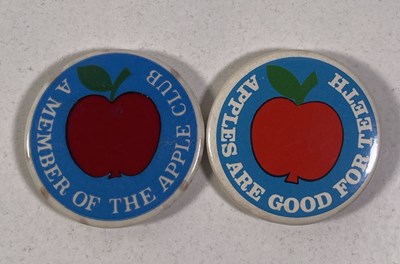 A MEMBER OF THE APPLE CLUB
APPLES ARE GOOD FOR TEETH